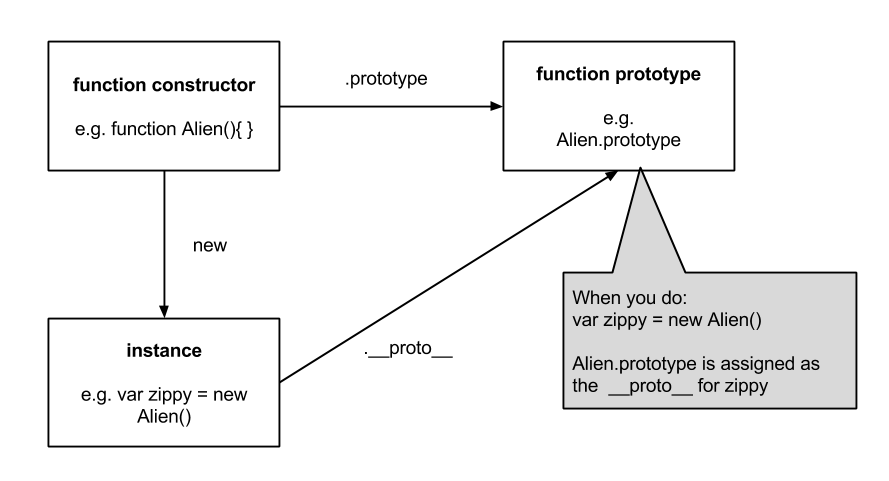 function constructor
e.g. function Alien(){ }
.prototype
function prototype
e.g.
Alien.prototype
new
instance
e.g. var zippy = new
Alien()
.__proto__
When you do:
var zippy = new Alien()
Alien.prototype is assigned as
the __proto__ for zippy